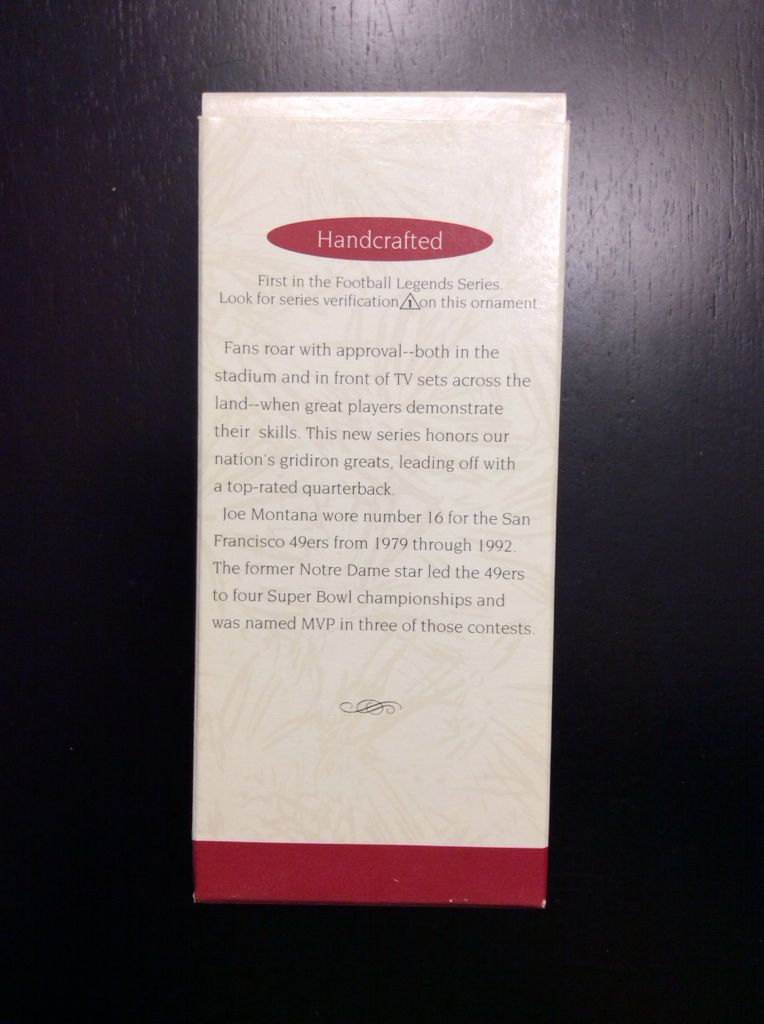 Handcrafted
First in the Football Legends Series.
Look for series verification 1 on this ornament.
Fans roar with approval--both in the
stadium and in front of TV sets across the
land--when great players demonstrate
their skills. This new series honors our
nation's gridiron greats, leading off with
a top-rated quarterback.
Joe Montana wore number 16 for the San
Francisco 49ers from 1979 through 1992.
The former Notre Dame star led the 49ers
to four Super Bowl championships and
was named MVP in three of those contests.